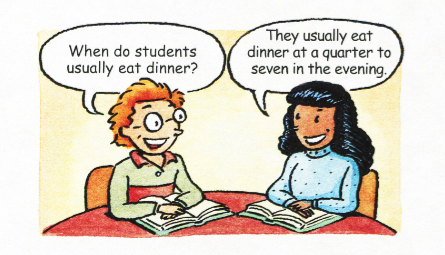 When do students
usually eat dinner?
They usually eat
dinner at a quarter to
seven in the evening.